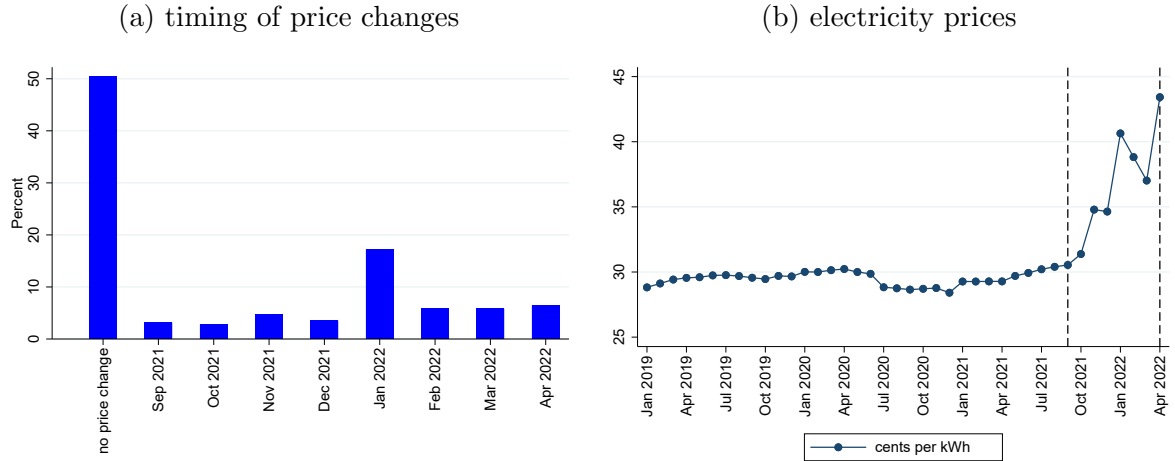 (a) timing of price changes
Percent
0
10
20
30
40
50
no price change
Sep 2021
Oct 2021
Nov 2021
Dec 2021
Jan 2022
Feb 2022
Mar 2022
Apr 2022
(b) electricity prices
45
40
35
30
25
Jan 2019
Apr 2019
Jul 2019
Oct 2019
Jan 2020
Apr 2020
Jul 2020
Oct 2020
Jan 2021
Apr 2021
Jul 2021
Oct 2021
Jan 2022
Apr 2022
cents per kWh